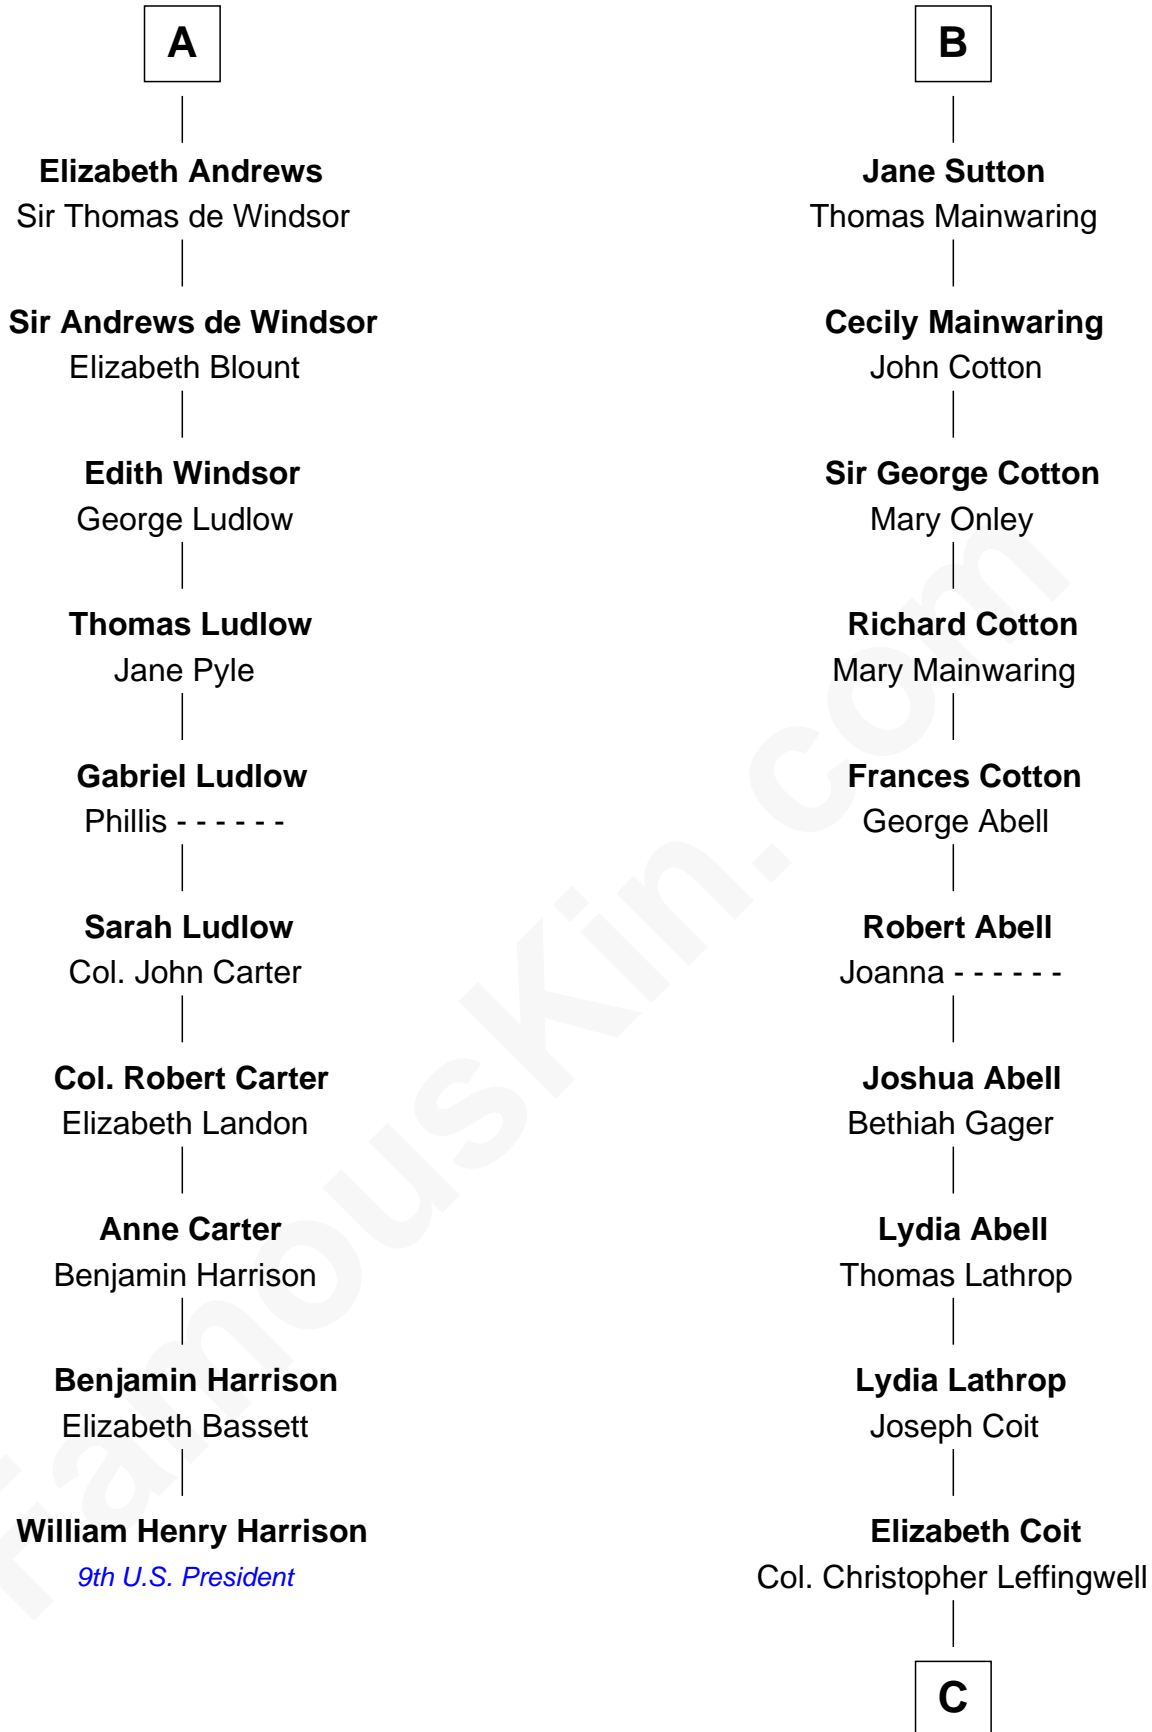 A
Elizabeth Andrews
Sir Thomas de Windsor
Sir Andrews de Windsor
Elizabeth Blount
Edith Windsor
George Ludlow
Thomas Ludlow
Jane Pyle
Gabriel Ludlow
Phillis - - - - - -
Sarah Ludlow
Col. John Carter
Col. Robert Carter
Elizabeth Landon
Anne Carter
Benjamin Harrison
Benjamin Harrison
Elizabeth Bassett
William Henry Harrison
9th U.S. President
B
Jane Sutton
Thomas Mainwaring
Cecily Mainwaring
John Cotton
Sir George Cotton
Mary Onley
Richard Cotton
Mary Mainwaring
Frances Cotton
George Abell
Robert Abell
Joanna - - - - - -
Joshua Abell
Bethiah Gager
Lydia Abell
Thomas Lathrop
Lydia Lathrop
Joseph Coit
Elizabeth Coit
Col. Christopher Leffingwell
C
FamousKin.com